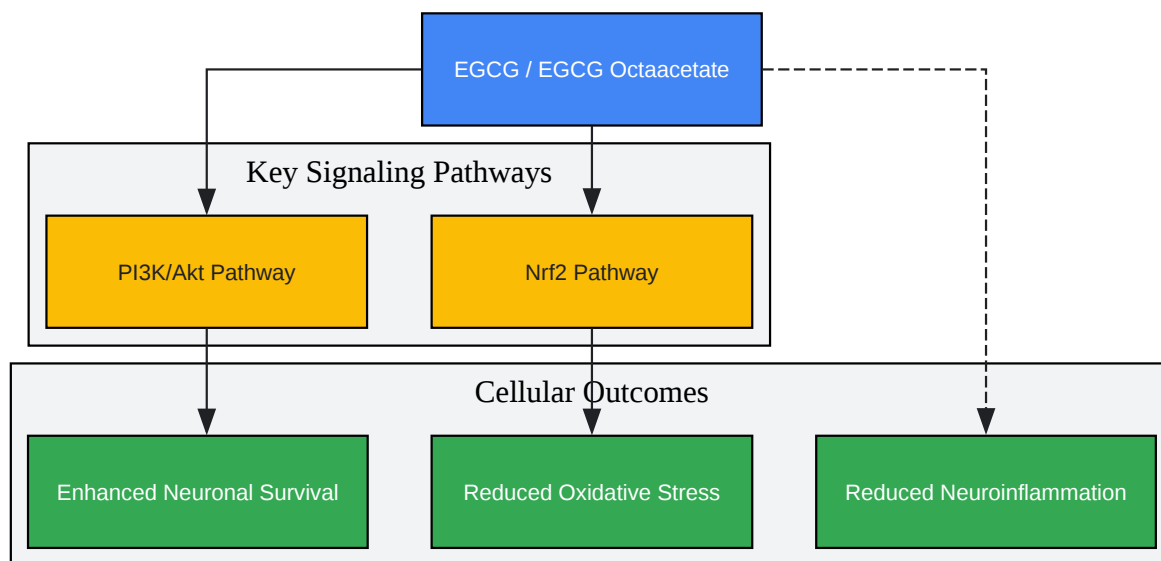 EGCG / EGCG Octaacetate
Key Signaling Pathways
PI3K/Akt Pathway
Nrf2 Pathway
Cellular Outcomes
Enhanced Neuronal Survival
Reduced Oxidative Stress
Reduced Neuroinflammation